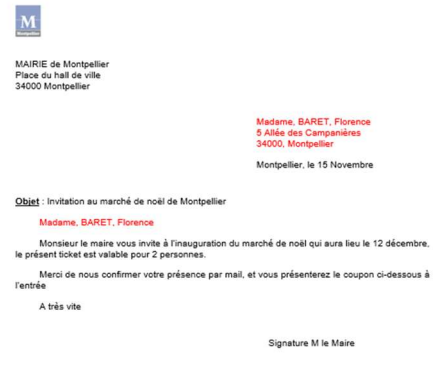 M
Montpellier
MAIRIE de Montpellier
Place du hall de ville
34000 Montpellier
Madame, BARET, Florence
5 Allée des Campanières
34000, Montpellier
Montpellier, le 15 Novembre
Objet : Invitation au marché de noël de Montpellier
Madame, BARET, Florence
Monsieur le maire vous invite à l'inauguration du marché de noël qui aura lieu le 12 décembre,
le présent ticket est valable pour 2 personnes.
Merci de nous confirmer votre présence par mail, et vous présenterez le coupon ci-dessous à
l'entrée
A très vite
Signature M le Maire